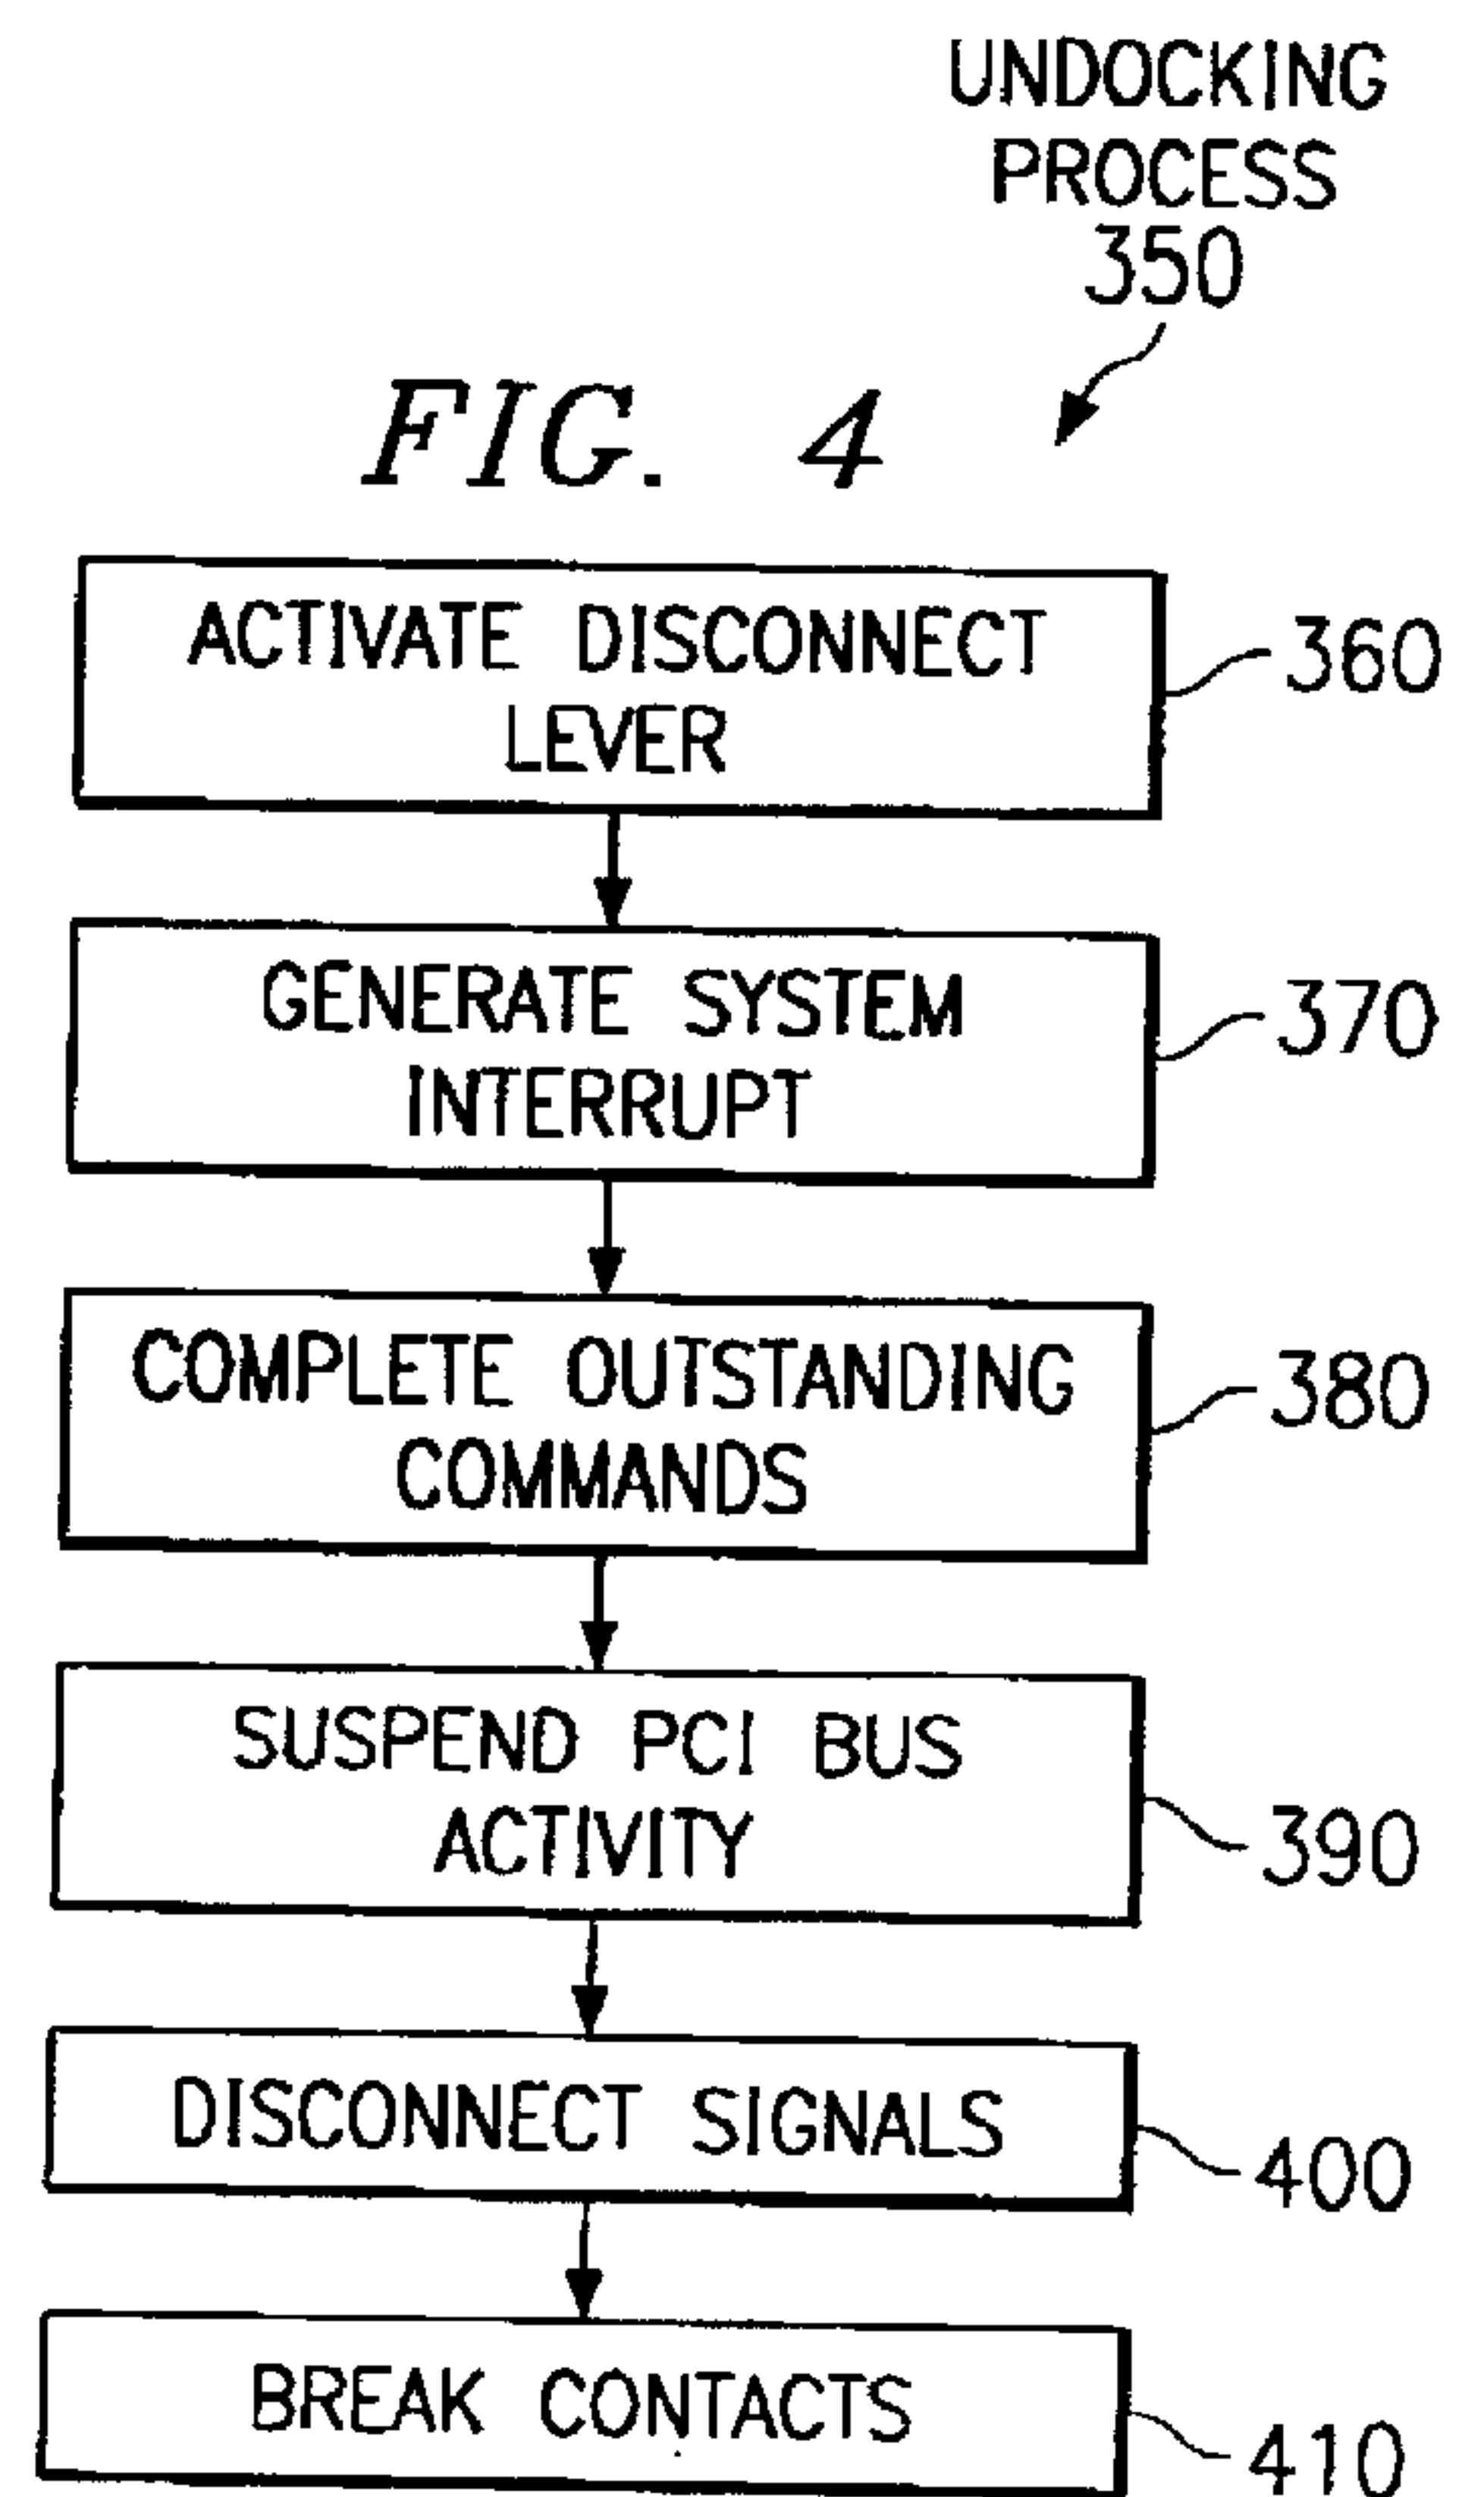 UNDOCKING
PROCESS
350
FIG. 4
ACTIVATE DISCONNECT
LEVER
360
GENERATE SYSTEM
INTERRUPT
370
COMPLETE OUTSTANDING
COMMANDS
380
SUSPEND PCI BUS
ACTIVITY
390
DISCONNECT SIGNALS
400
BREAK CONTACTS
410